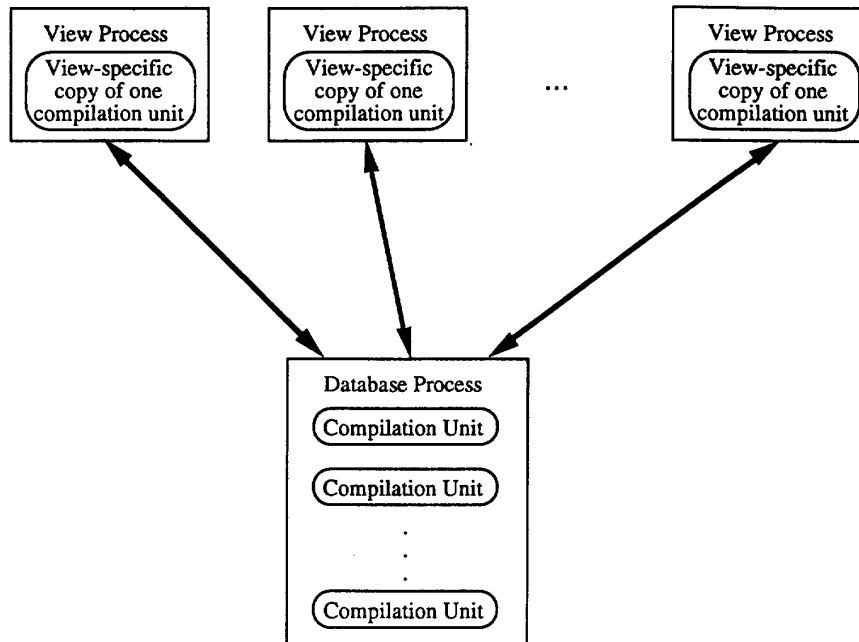 View Process
View-specific
copy of one
compilation unit
View Process
View-specific
copy of one
compilation unit
...
View Process
View-specific
copy of one
compilation unit
Database Process
Compilation Unit
Compilation Unit
.
.
.
Compilation Unit